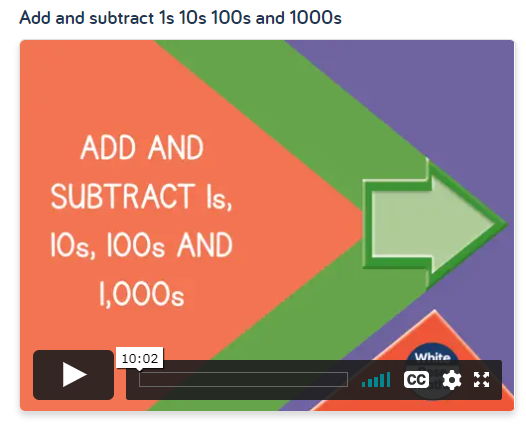 Add and subtract 1s 10s 100s and 1000s
ADD AND
SUBTRACT 1s,
10s, 100s AND
1,000s
White
10:02
CC